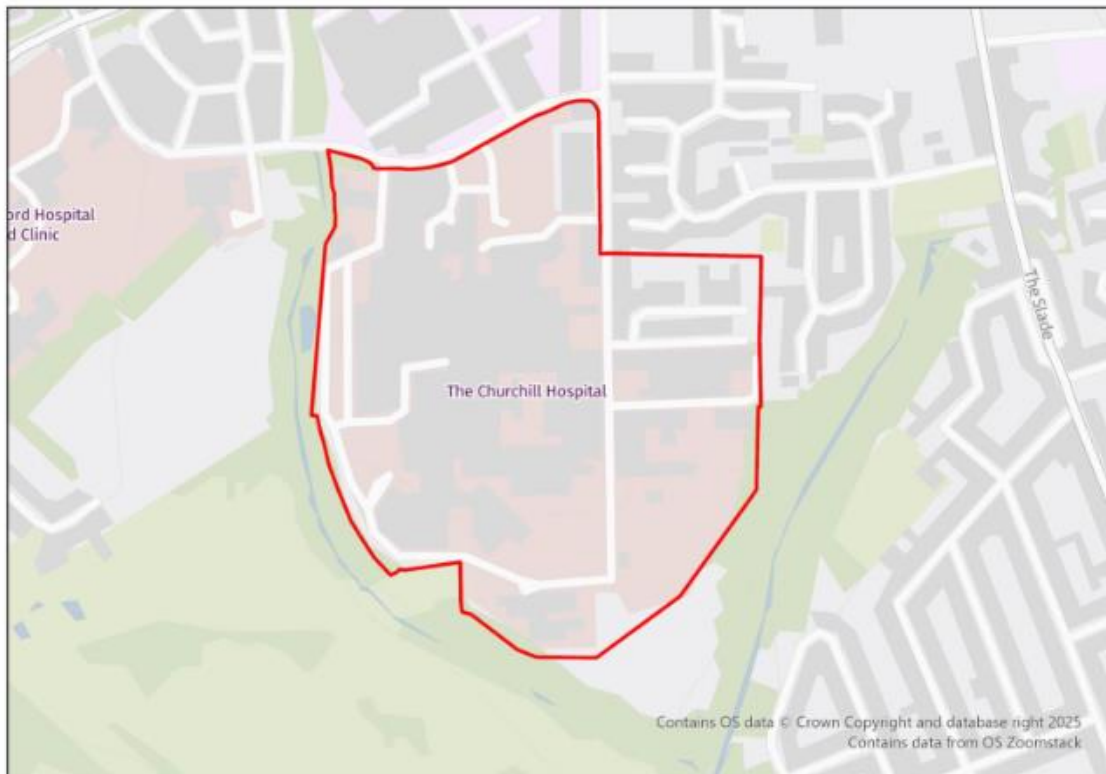 ord Hospital
d Clinic
The Slade
The Churchill Hospital
Contains OS data © Crown Copyright and database right 2025
Contains data from OS Zoomstack